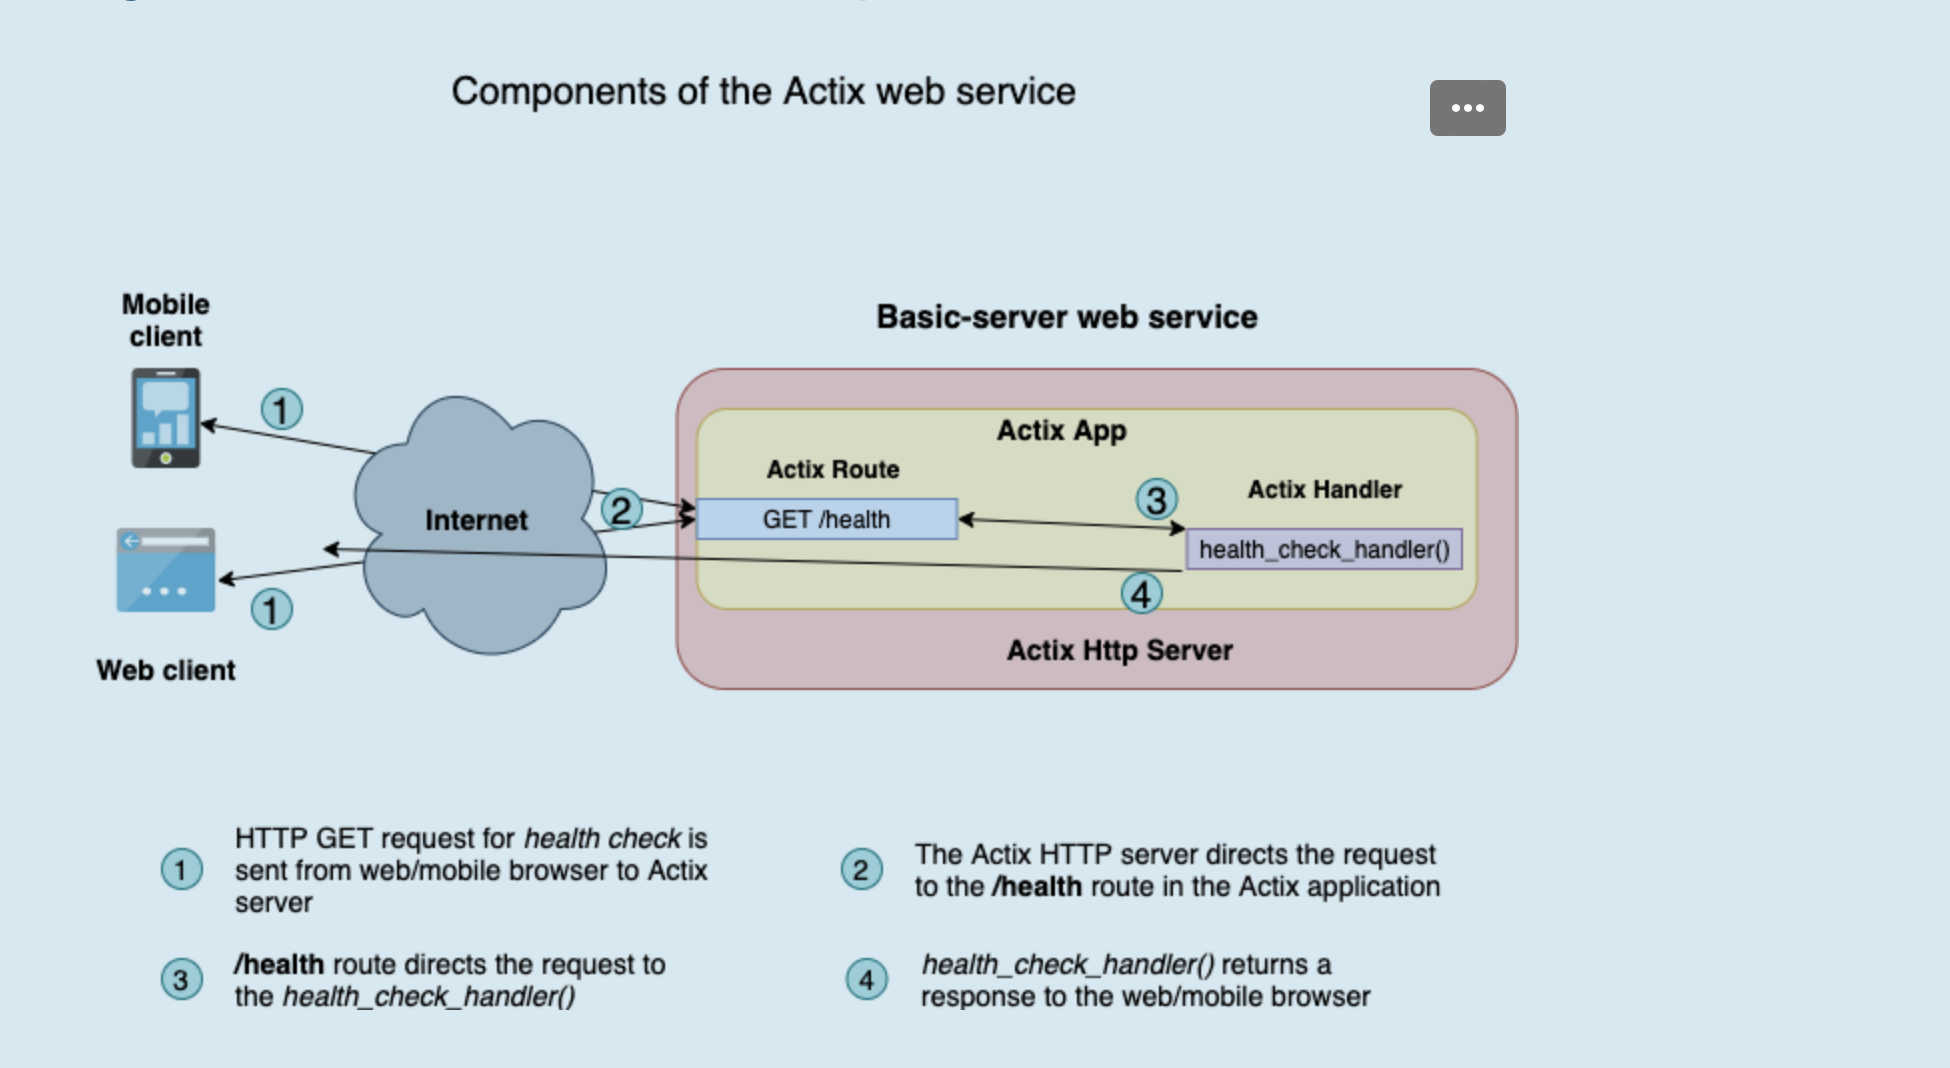 Components of the Actix web service
Mobile
client
Basic-server web service
1
Actix App
Actix Route
Actix Handler
2
3
Internet
GET /health
health_check_handler()
1
4
Actix Http Server
Web client
1
HTTP GET request for health check is
sent from web/mobile browser to Actix
server
2
The Actix HTTP server directs the request
to the /health route in the Actix application
3
/health route directs the request to
the health_check_handler()
4
health_check_handler() returns a
response to the web/mobile browser